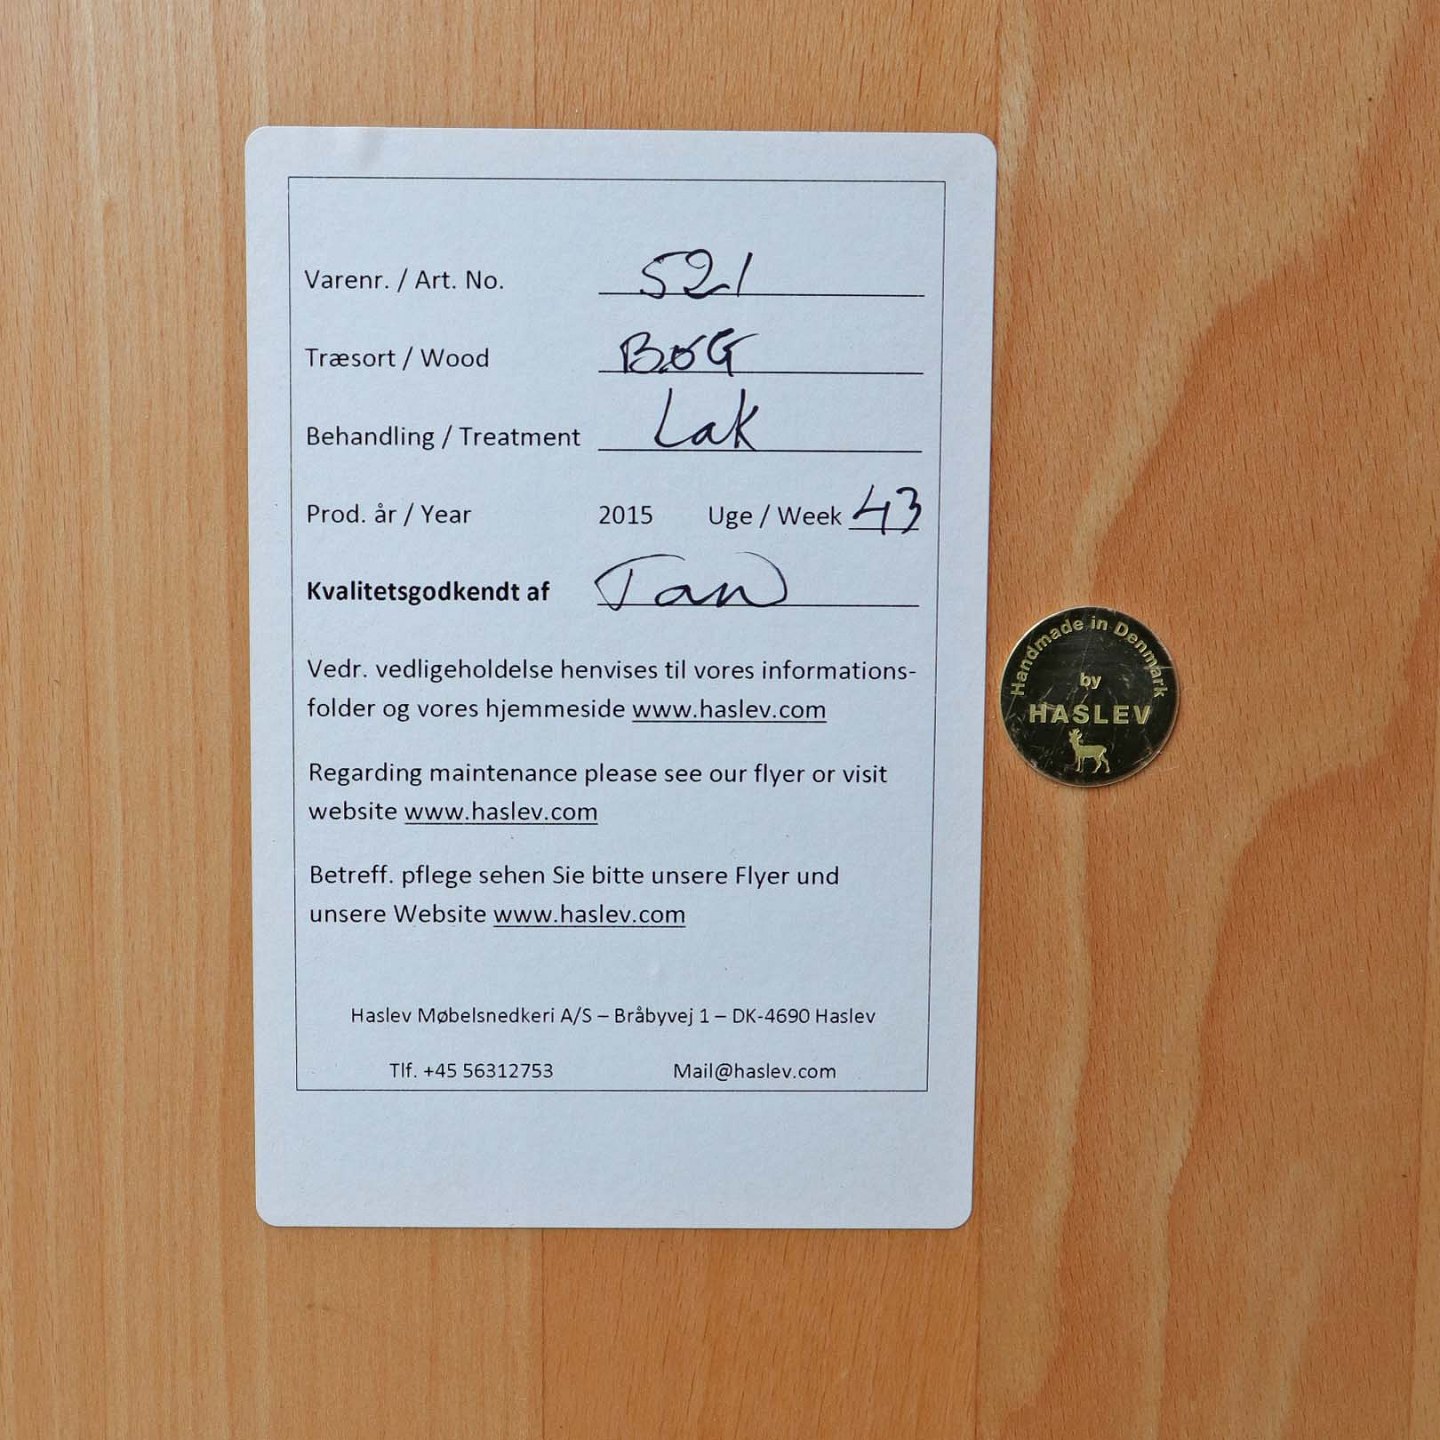 Varenr. / Art. No. 521
Træsort / Wood BØG
Behandling / Treatment Lak
Prod. år / Year 2015 Uge / Week 43
Kvalitetsgodkendt af
Vedr. vedligeholdelse henvises til vores informations-
folder og vores hjemmeside www.haslev.com
Regarding maintenance please see our flyer or visit
website www.haslev.com
Betreff. pflege sehen Sie bitte unsere Flyer und
unsere Website www.haslev.com
Haslev Møbelsnedkeri A/S – Bråbyvej 1 – DK-4690 Haslev
Tlf. +45 56312753 Mail@haslev.com
Handmade in Denmark
by
HASLEV